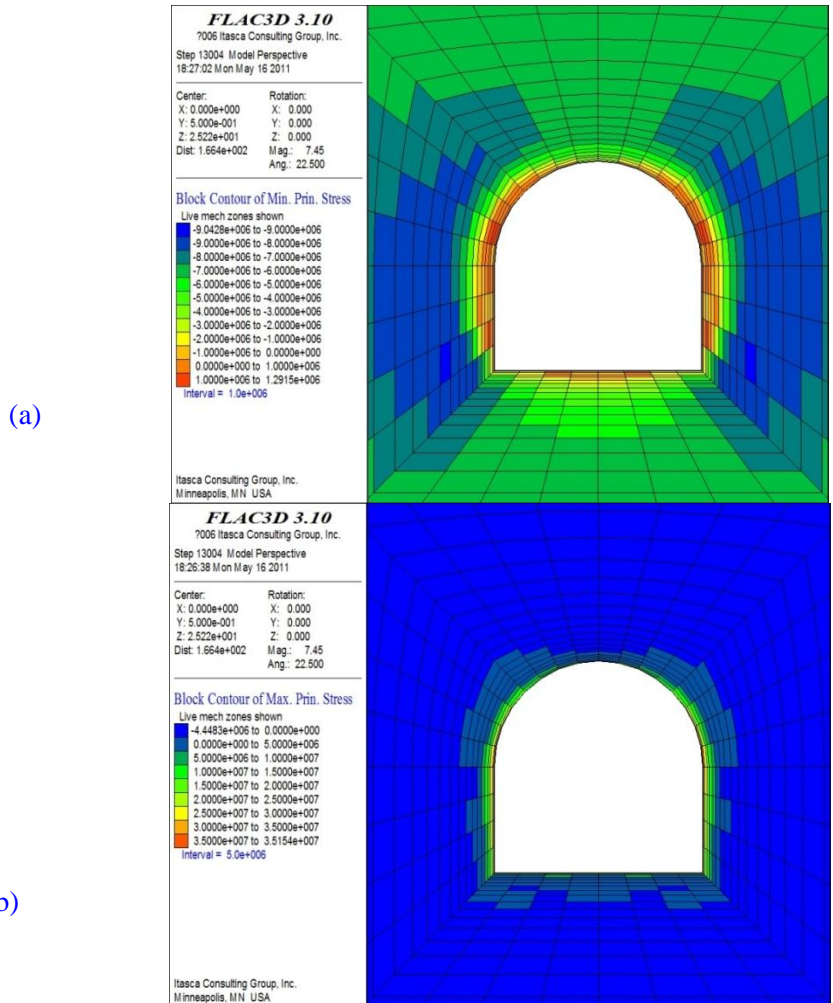 FLAC3D 3.10
?006 Itasca Consulting Group, Inc.
Step 13004 Model Perspective
18:27:02 Mon May 16 2011
Center: Rotation:
X: 0.000e+000 X: 0.000
Y: 5.000e-001 Y: 0.000
Z: 2.522e+001 Z: 0.000
Dist: 1.664e+002 Mag.: 7.45
Ang.: 22.500
Block Contour of Min. Prin. Stress
Live mech zones shown
-9.0428e+006 to -9.0000e+006
-9.0000e+006 to -8.0000e+006
-8.0000e+006 to -7.0000e+006
-7.0000e+006 to -6.0000e+006
-6.0000e+006 to -5.0000e+006
-5.0000e+006 to -4.0000e+006
-4.0000e+006 to -3.0000e+006
-3.0000e+006 to -2.0000e+006
-2.0000e+006 to -1.0000e+006
-1.0000e+006 to 0.0000e+000
0.0000e+000 to 1.0000e+006
1.0000e+006 to 1.2915e+006
Interval = 1.0e+006
(a)
Itasca Consulting Group, Inc.
Minneapolis, MN USA
FLAC3D 3.10
?006 Itasca Consulting Group, Inc.
Step 13004 Model Perspective
18:26:38 Mon May 16 2011
Center: Rotation:
X: 0.000e+000 X: 0.000
Y: 5.000e-001 Y: 0.000
Z: 2.522e+001 Z: 0.000
Dist: 1.664e+002 Mag.: 7.45
Ang.: 22.500
Block Contour of Max. Prin. Stress
Live mech zones shown
-4.4483e+006 to 0.0000e+000
0.0000e+000 to 5.0000e+006
5.0000e+006 to 1.0000e+007
1.0000e+007 to 1.5000e+007
1.5000e+007 to 2.0000e+007
2.0000e+007 to 2.5000e+007
2.5000e+007 to 3.0000e+007
3.0000e+007 to 3.5000e+007
3.5000e+007 to 3.5154e+007
Interval = 5.0e+006
b)
Itasca Consulting Group, Inc.
Minneapolis, MN USA